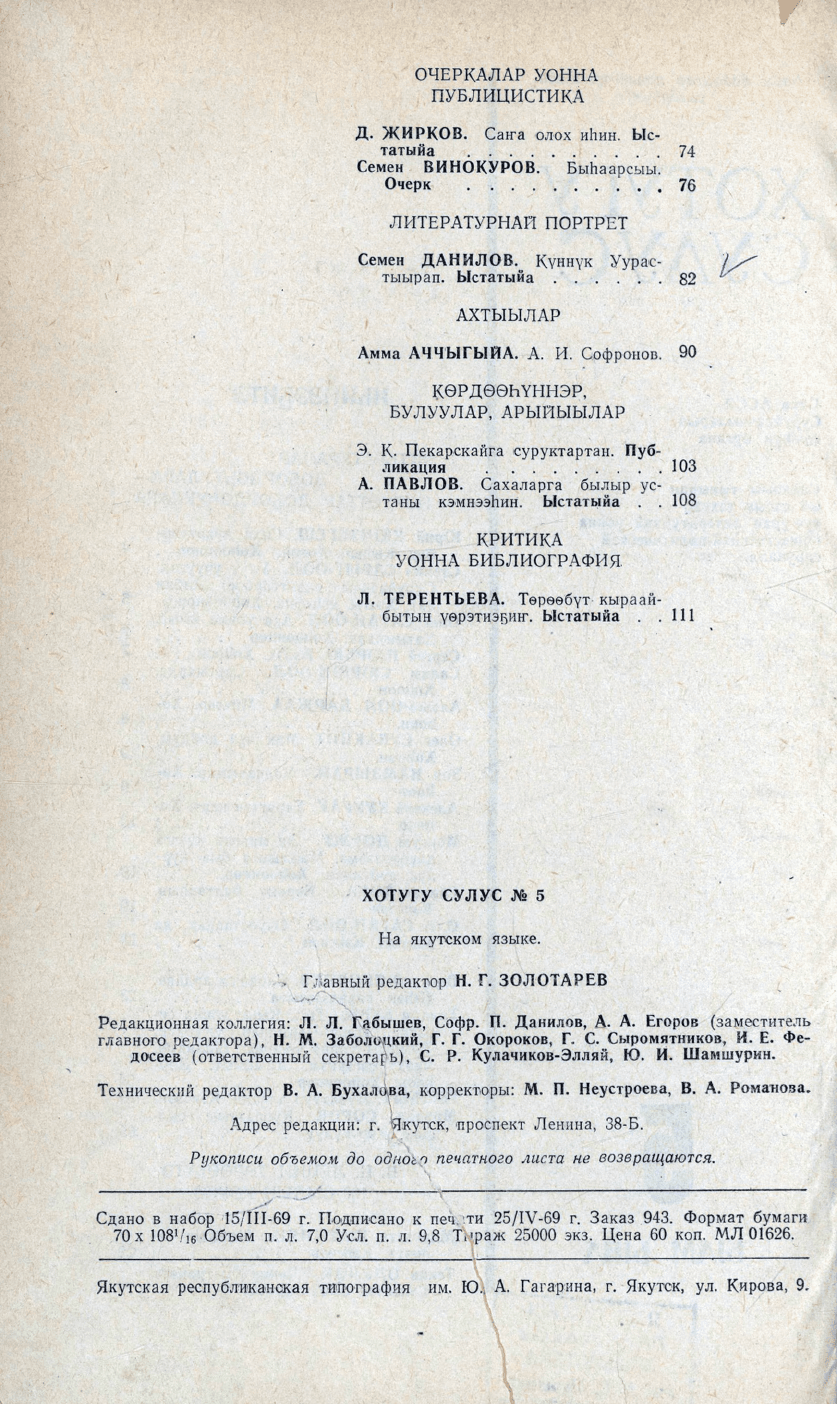 ОЧЕРКАЛАР УОННА
ПУБЛИЦИСТИКА
Д. ЖИРКОВ. Саҥа олох иһин. Ыс-
татыйа . . . . . . . . . . 74
Семен ВИНОКУРОВ. Быһаарсыы.
Очерк . . . . . . . . . . 76
ЛИТЕРАТУРНАЙ ПОРТРЕТ
Семен ДАНИЛОВ. Күннүк Уурас-
тыырап. Ыстатыйа . . . . . . 82
АХТЫЫЛАР
Амма АЧЧЫГЫЙА. А. И. Софронов. 90
КӨРДӨӨҺҮННЭР,
БУЛУУЛАР, АРЫЙЫЫЛАР
Э. К. Пекарскайга суруктартан. Пуб-
ликация . . . . . . . . . 103
А. ПАВЛОВ. Сахаларга былыр ус-
таны кэмнээһин. Ыстатыйа . . 108
КРИТИКА
УОННА БИБЛИОГРАФИЯ
Л. ТЕРЕНТЬЕВА. Төрөөбүт кыраай-
бытын үөрэтиэҕиҥ. Ыстатыйа . . 111
ХОТУГУ СУЛУС № 5
На якутском языке.
Главный редактор Н. Г. ЗОЛОТАРЕВ
Редакционная коллегия: Л. Л. Габышев, Софр. П. Данилов, Д. А. Егоров (заместитель
главного редактора), Н. М. Заболоцкий, Г. Г. Окороков, Г. С. Сыромятников, И. Е. Фе-
досеев (ответственный секретарь), С. Р. Кулачиков-Элляй, Ю. И. Шамшурин.
Технический редактор В. А. Бухалова, корректоры: М. П. Неустроева, В. А. Романова.
Адрес редакции: г. Якутск, проспект Ленина, 38-Б.
Рукописи объемом до одного печатного листа не возвращаются.
Сдано в набор 15/III-69 г. Подписано к печати 25/IV-69 г. Заказ 943. Формат бумаги
70 x 108¹/₁₆ Объем п. л. 7,0 Усл. п. л. 9,8 Тираж 25000 экз. Цена 60 коп. МЛ 01626.
Якутская республиканская типография им. Ю. А. Гагарина, г. Якутск, ул. Кирова, 9.